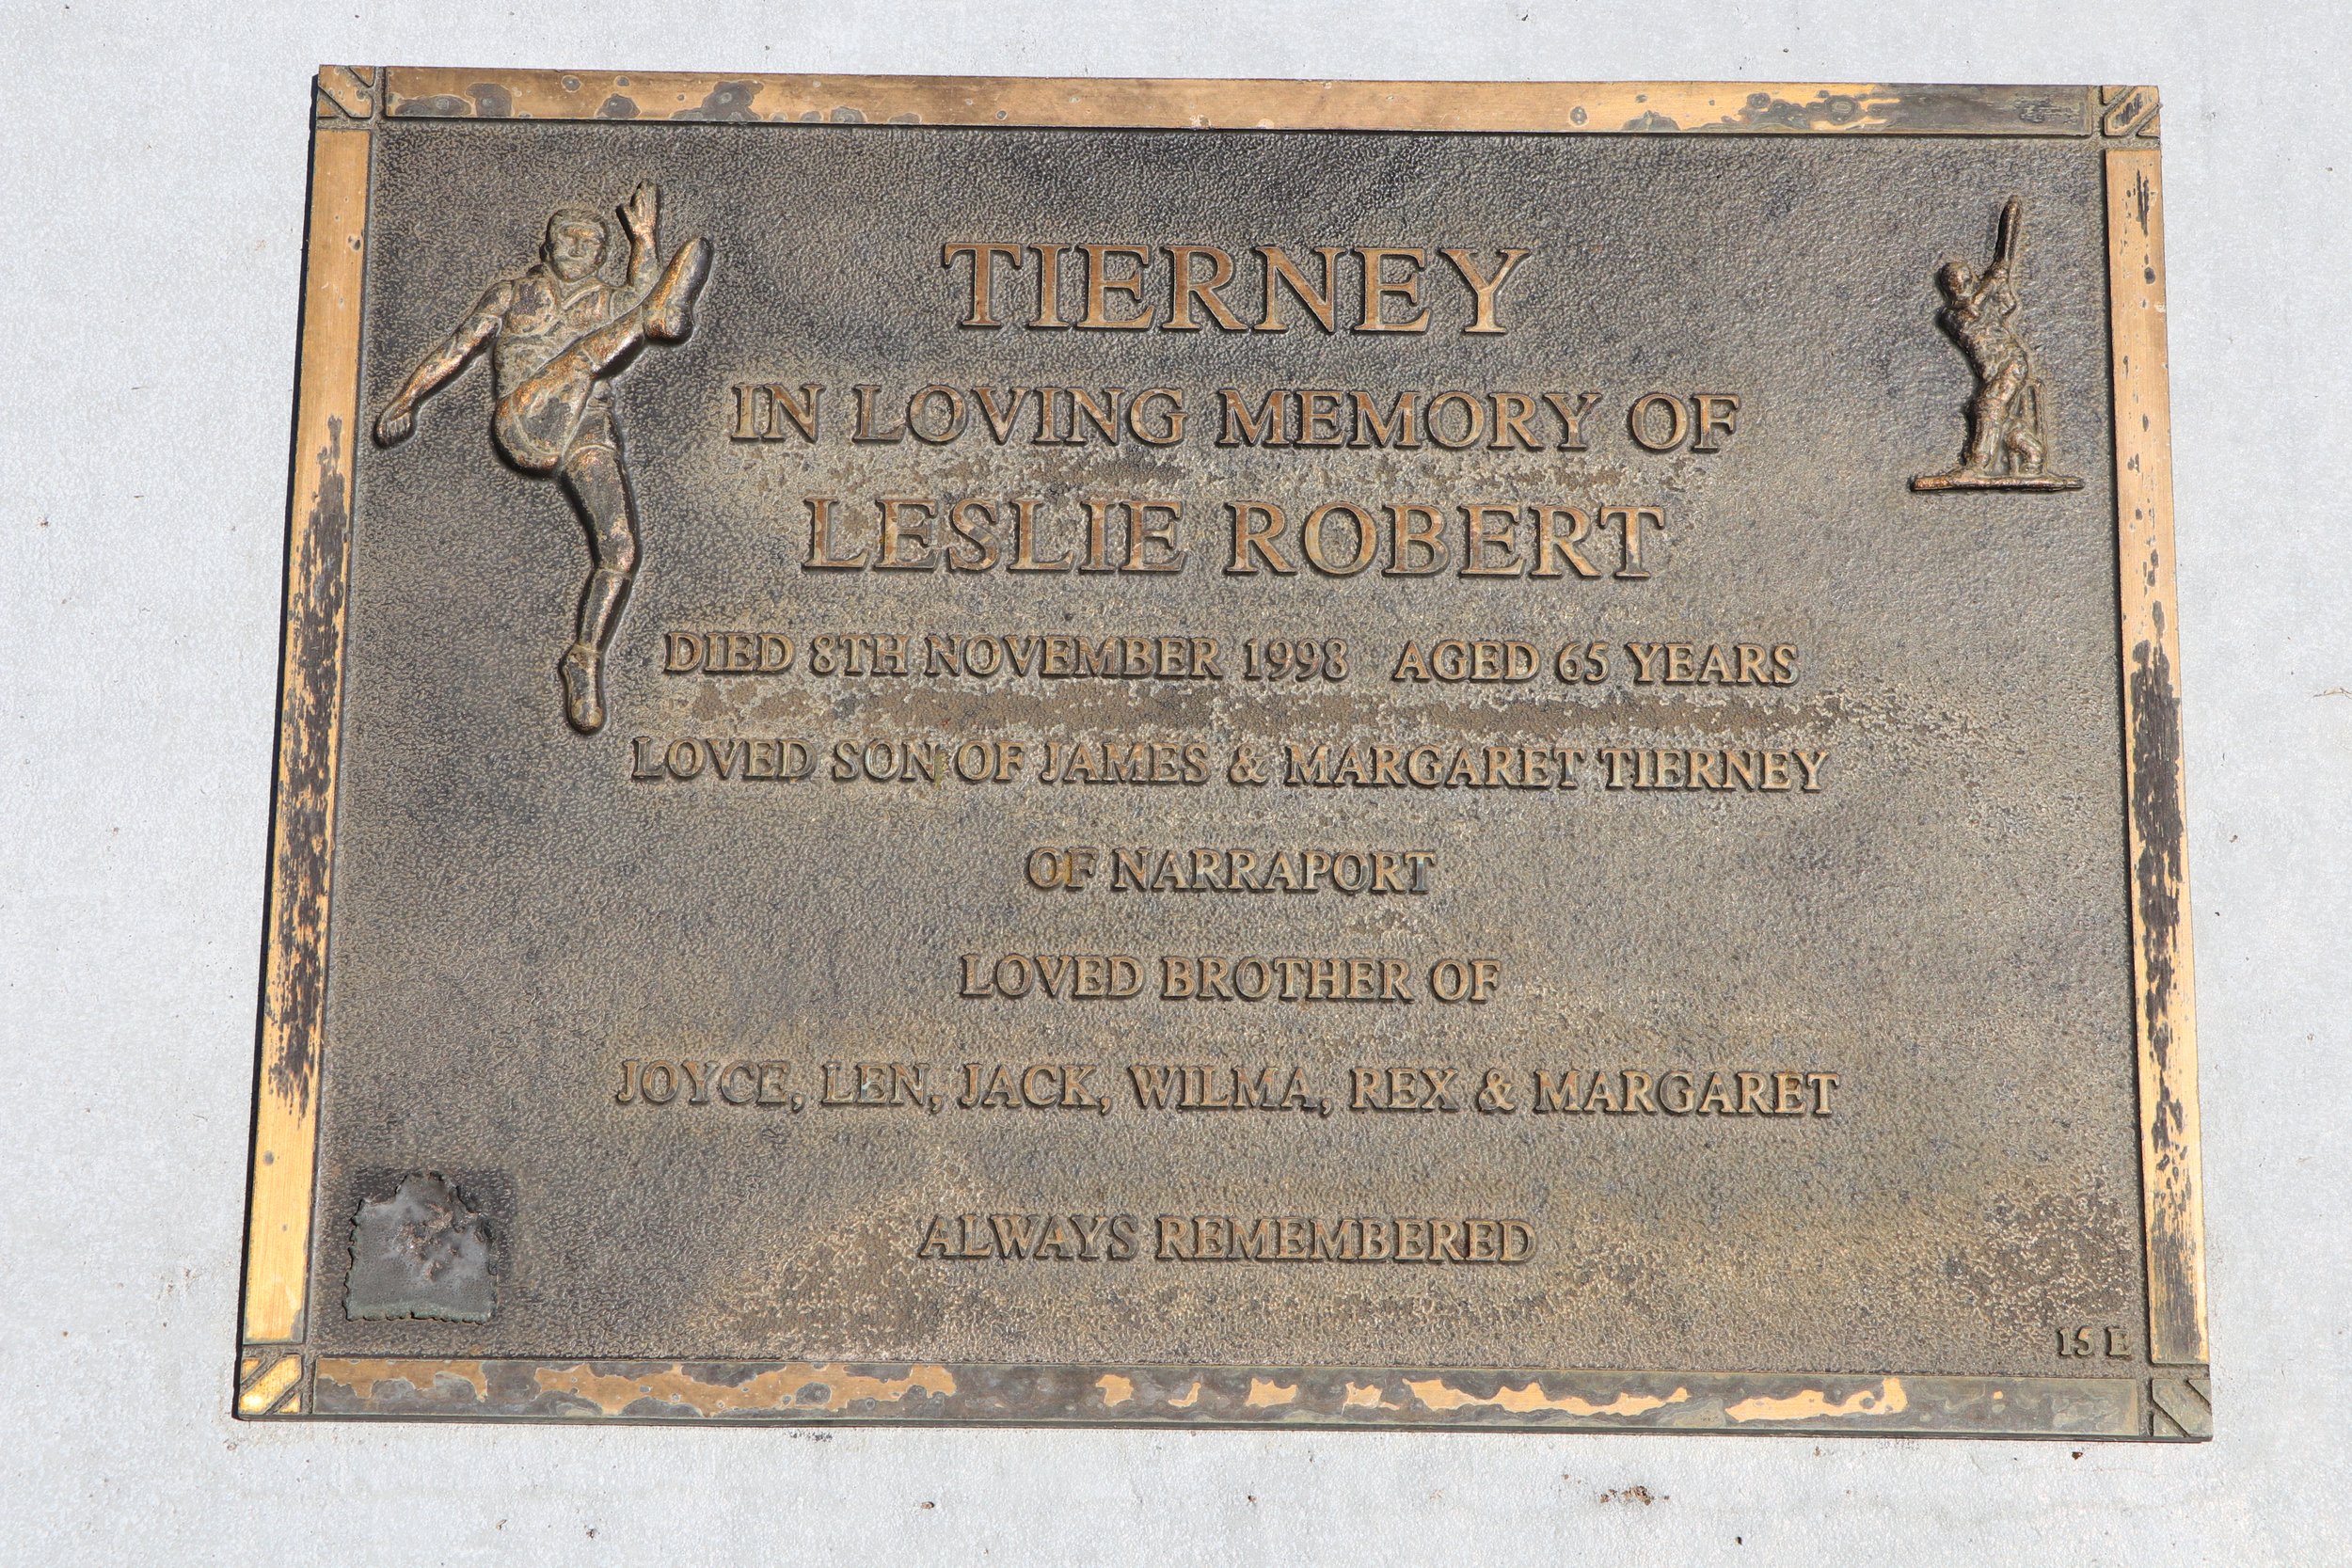 TIERNEY
IN LOVING MEMORY OF
LESLIE ROBERT
DIED 8TH NOVEMBER 1998 AGED 65 YEARS
LOVED SON OF JAMES & MARGARET TIERNEY
OF NARRAPORT
LOVED BROTHER OF
JOYCE, LEN, JACK, WILMA, REX & MARGARET
ALWAYS REMEMBERED
15 E